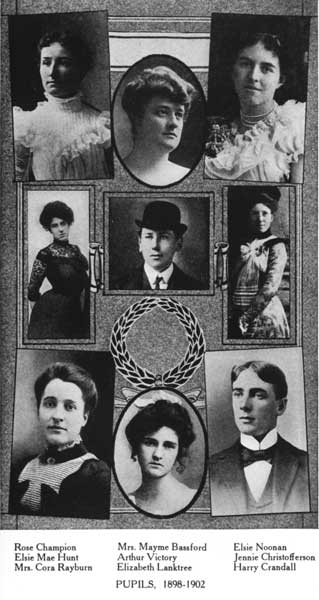 Rose Champion Mrs. Mayme Bassford Elsie Noonan
Elsie Mae Hunt Arthur Victory Jennie Christofferson
Mrs. Cora Rayburn Elizabeth Lanktree Harry Crandall
PUPILS, 1898-1902